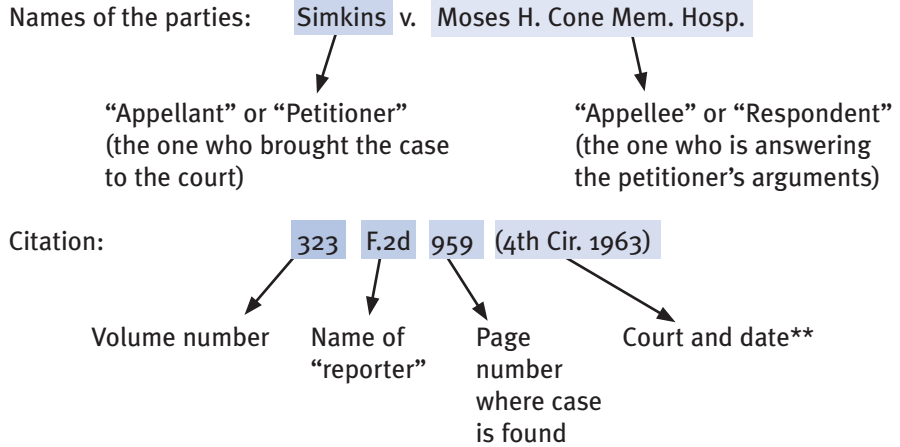 Names of the parties: Simkins v. Moses H. Cone Mem. Hosp.
“Appellant” or “Petitioner”
(the one who brought the case
to the court)
“Appellee” or “Respondent”
(the one who is answering
the petitioner’s arguments)
Citation: 323 F.2d 959 (4th Cir. 1963)
Volume number
Name of
“reporter”
Page
number
where case
is found
Court and date**